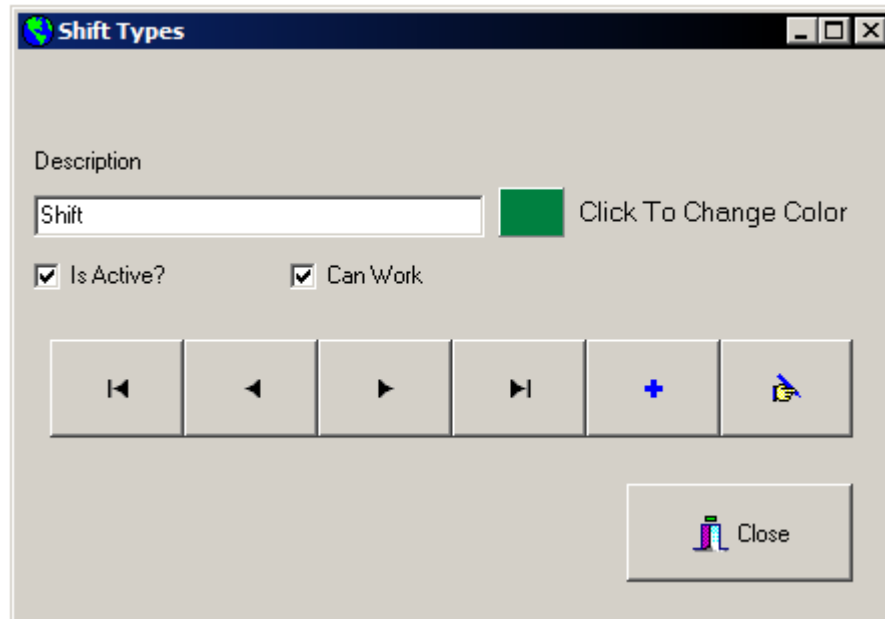 Shift Types
Description
Shift
Click To Change Color
Is Active?
Can Work
Close